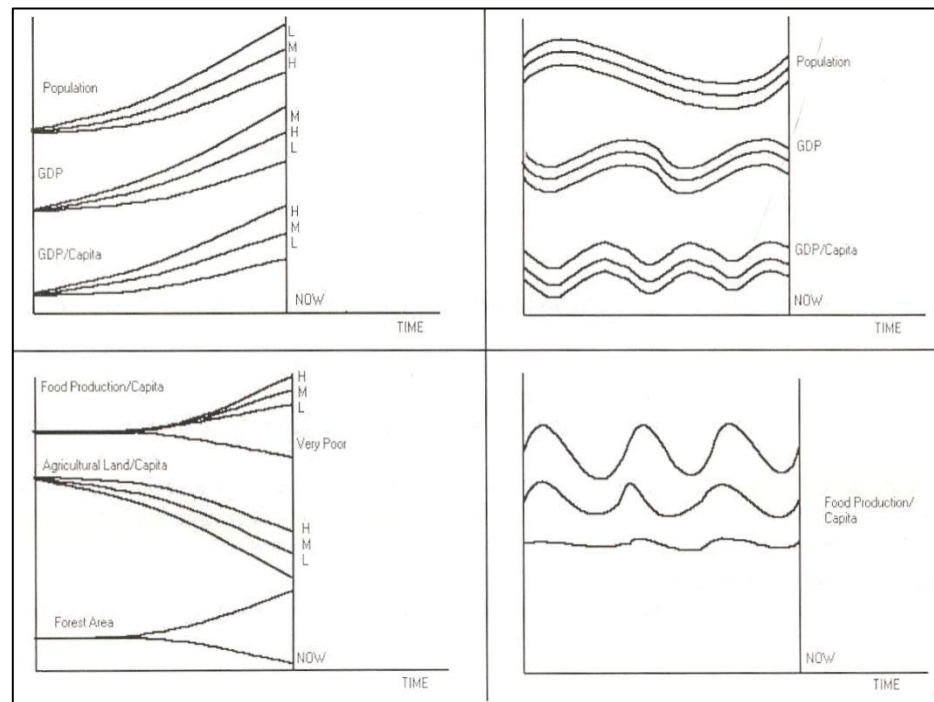 L
M
Population
H
M
GDP
H
L
GDP/Capita
H
M
L
NOW
TIME
Population
GDP
GDP/Capita
NOW
TIME
Food Production/Capita
H
M
L
Very Poor
Agricultural Land/Capita
H
M
L
Forest Area
NOW
TIME
Food Production/
Capita
NOW
TIME